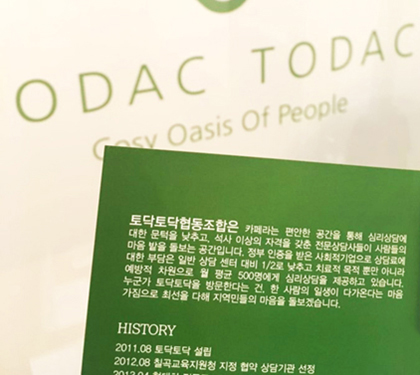 ODAC TODAC
Cosy Oasis Of People
토닥토닥협동조합은 카페라는 편안한 공간을 통해 심리상담에
대한 문턱을 낮추고, 석사 이상의 자격을 갖춘 전문상담사들이 사람들의
마음 밭을 돌보는 공간입니다. 정부 인증을 받은 사회적기업으로 상담료에
대한 부담은 일반 상담 센터 대비 1/2로 낮추고 치료적 목적 뿐만 아니라
예방적 차원으로 월 평균 500명에게 심리상담을 제공하고 있습니다.
누군가 토닥토닥을 방문한다는 건, 한 사람의 일생이 다가온다는 마음
가짐으로 최선을 다해 지역민들의 마음을 돌보겠습니다.
HISTORY
2011.08 토닥토닥 설립
2012.08 칠곡교육지원청 지정 협약 상담기관 선정